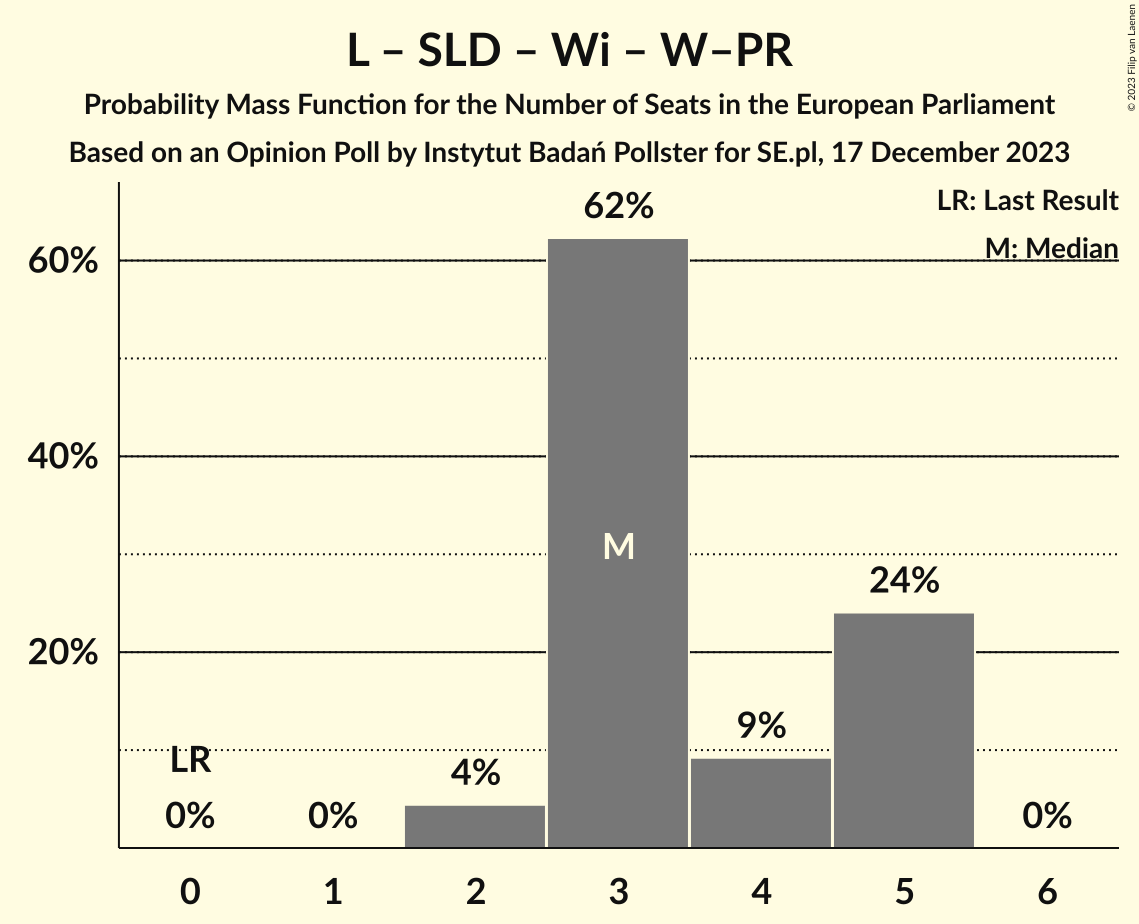 L – SLD – Wi – W–PR
Probability Mass Function for the Number of Seats in the European Parliament
Based on an Opinion Poll by Instytut Badań Pollster for SE.pl, 17 December 2023
© 2023 Filip van Laenen
LR: Last Result
M: Median
62%
60%
40%
M
24%
20%
9%
LR
4%
0%
0%
0%
0
1
2
3
4
5
6